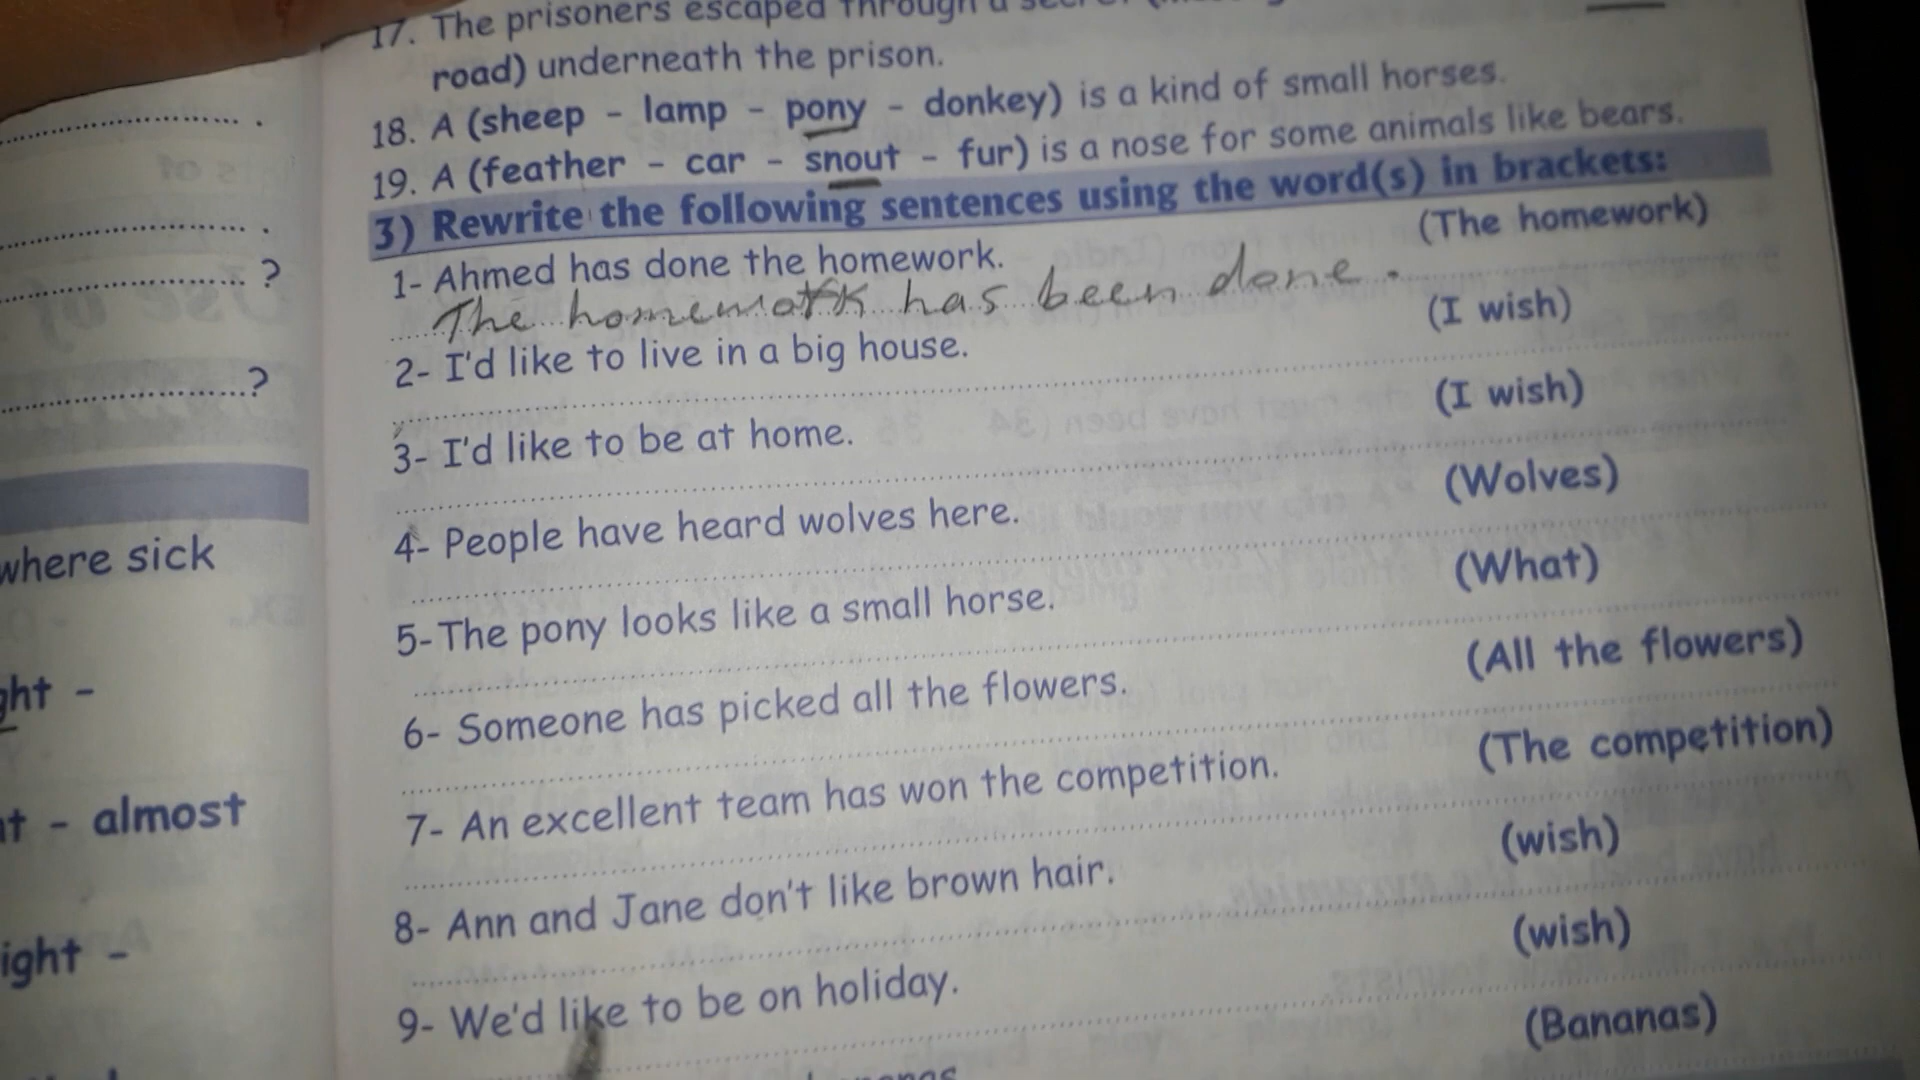 17. The prisoners escaped through a
road) underneath the prison.
18. A (sheep - lamp - pony - donkey) is a kind of small horses.
19. A (feather - car - snout - fur) is a nose for some animals like bears.
3) Rewrite the following sentences using the word(s) in brackets:
1- Ahmed has done the homework. (The homework)
The homework has been done.
2- I'd like to live in a big house. (I wish)
3- I'd like to be at home. (I wish)
4- People have heard wolves here. (Wolves)
5- The pony looks like a small horse. (What)
6- Someone has picked all the flowers. (All the flowers)
7- An excellent team has won the competition. (The competition)
8- Ann and Jane don't like brown hair. (wish)
9- We'd like to be on holiday. (wish)
(Bananas)
.
.
?
?
where sick
ght -
- almost
ight -